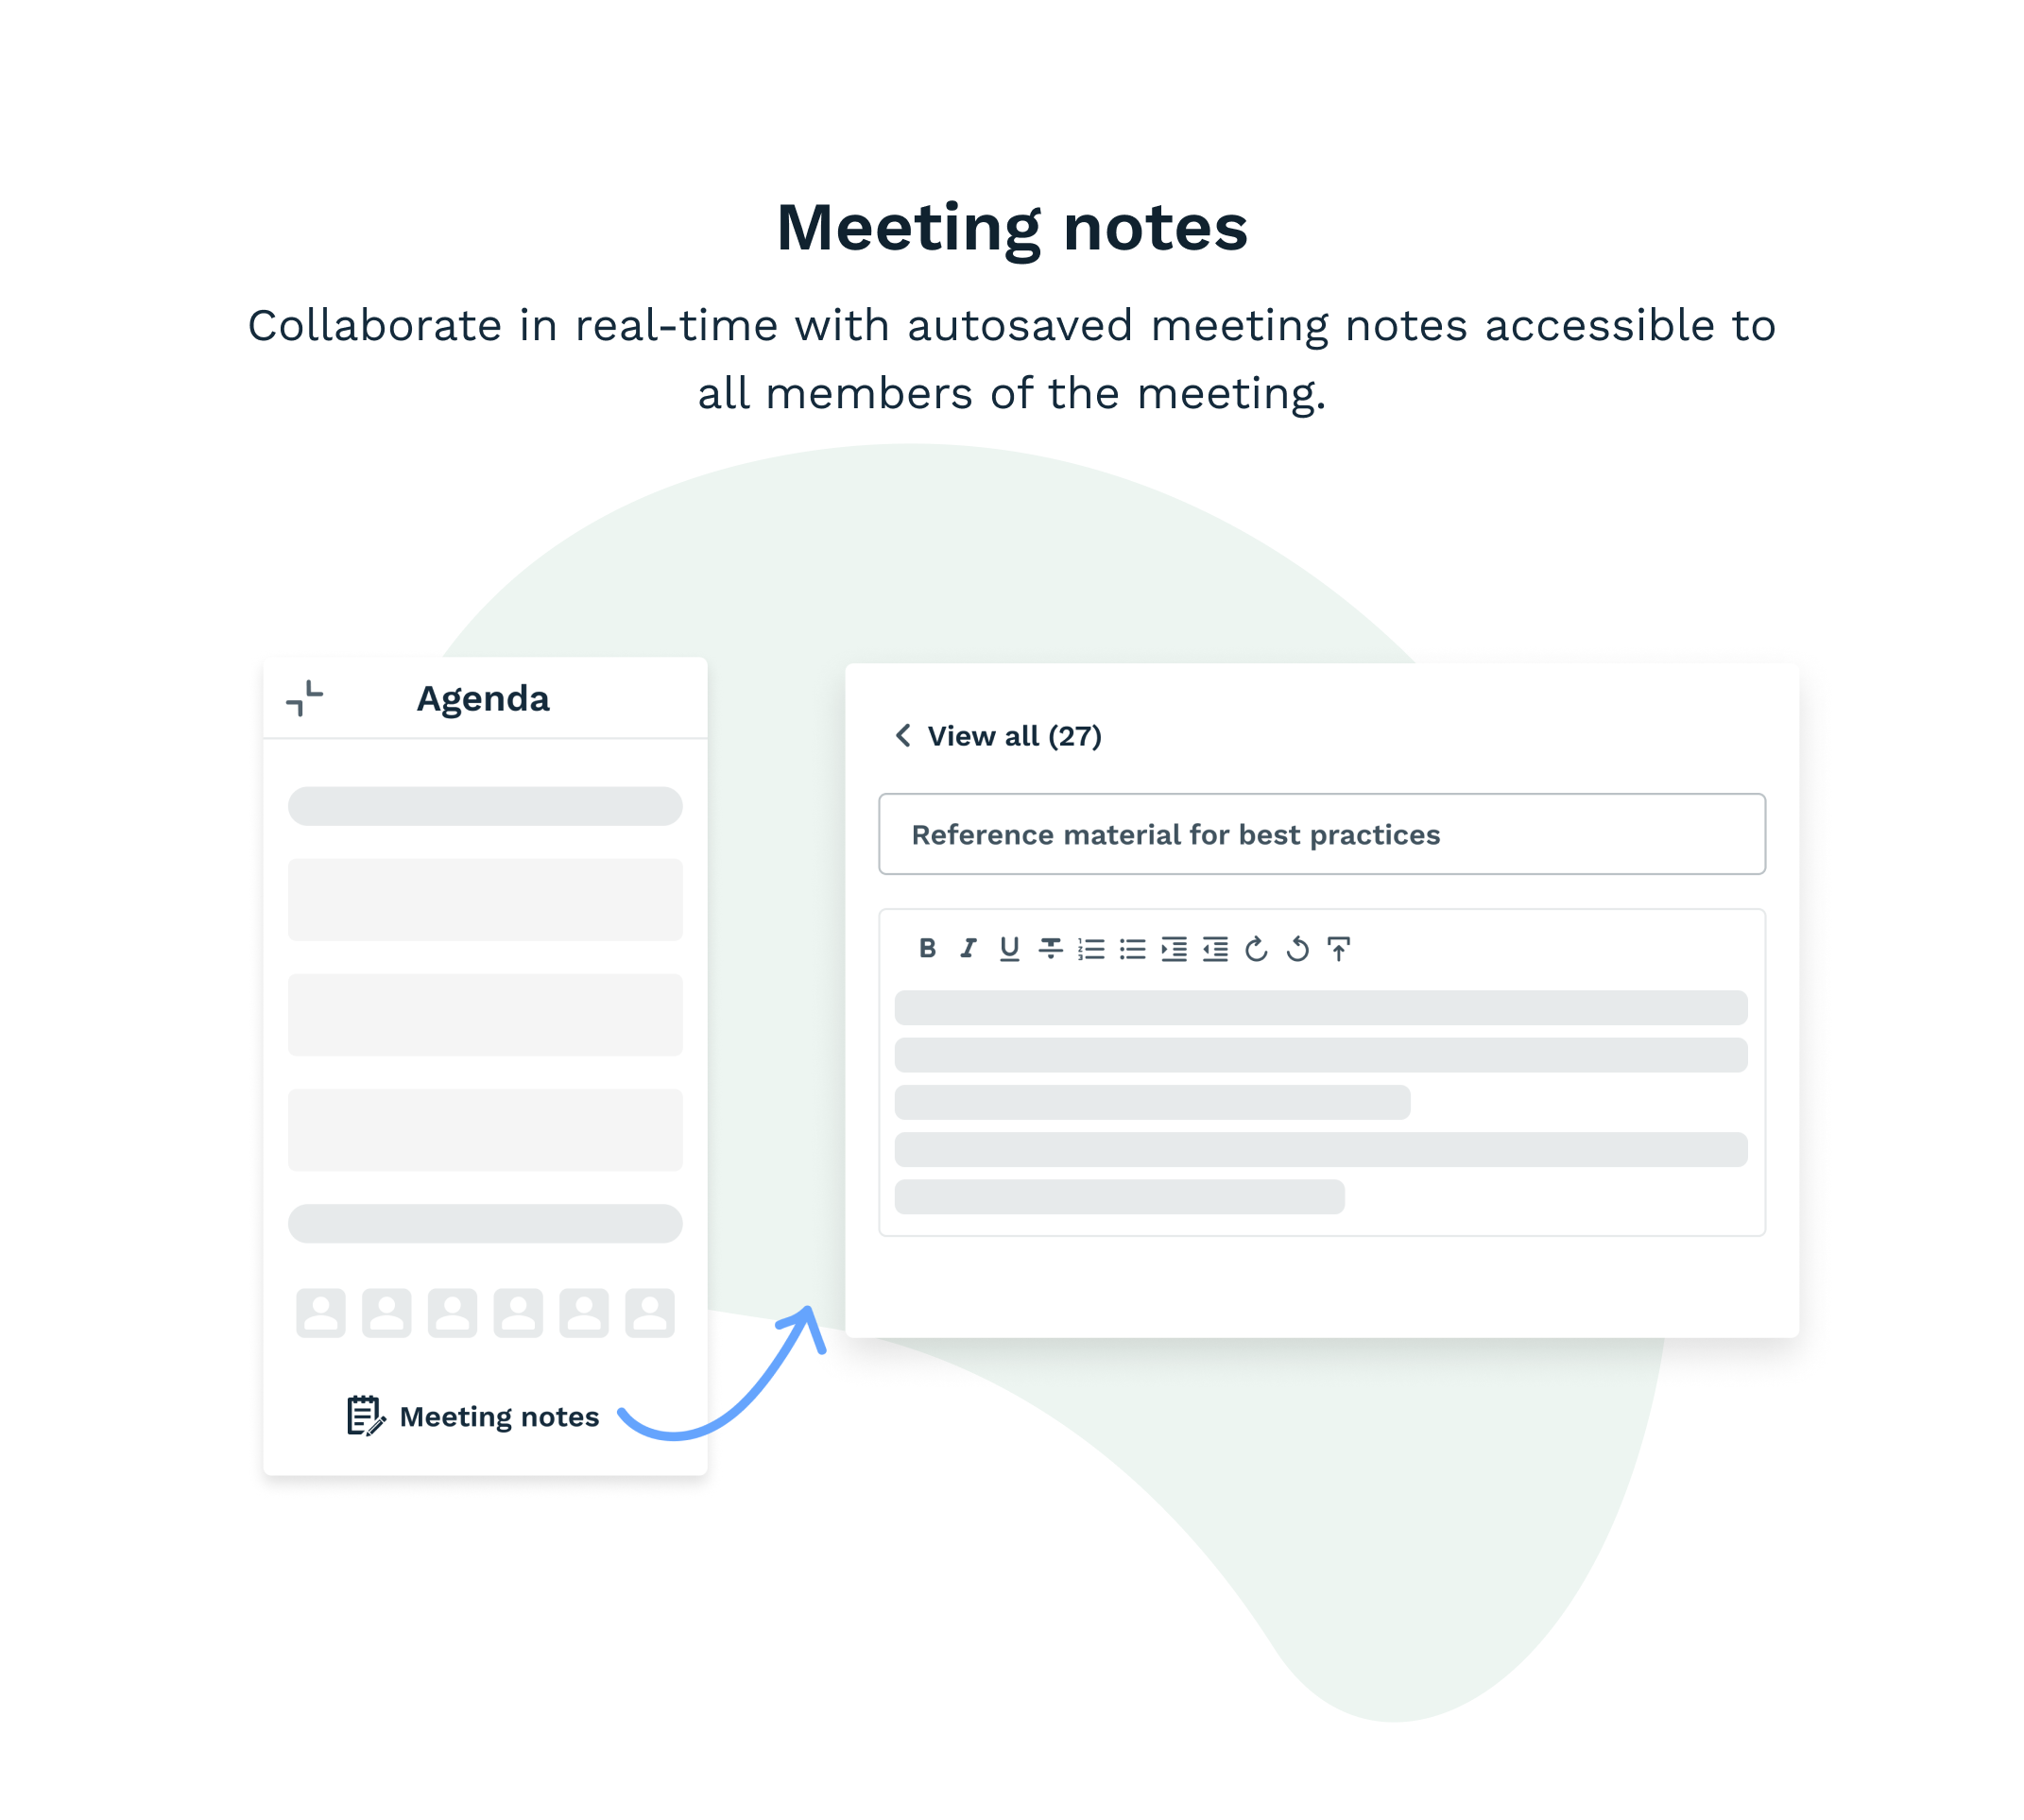 Meeting notes
Collaborate in real-time with autosaved meeting notes accessible to
all members of the meeting.
Agenda
Meeting notes
View all (27)
Reference material for best practices
B I U